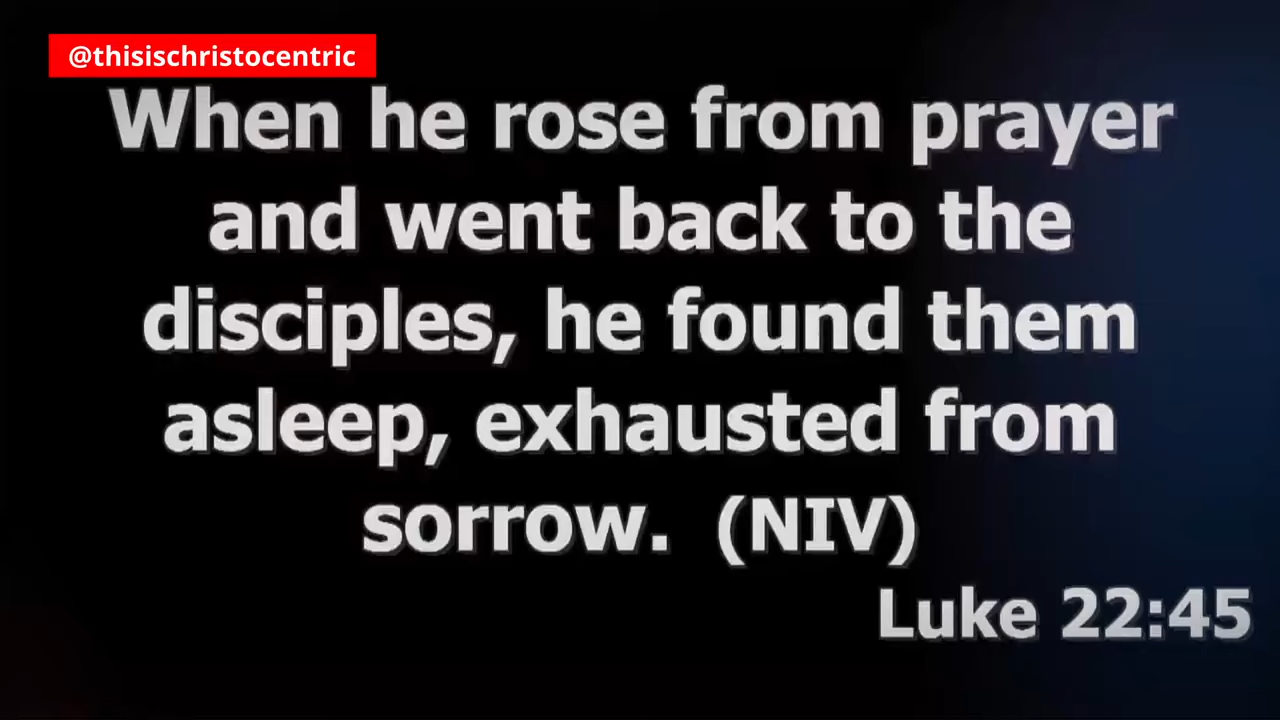 @thisischristocentric
When he rose from prayer
and went back to the
disciples, he found them
asleep, exhausted from
sorrow. (NIV)
Luke 22:45